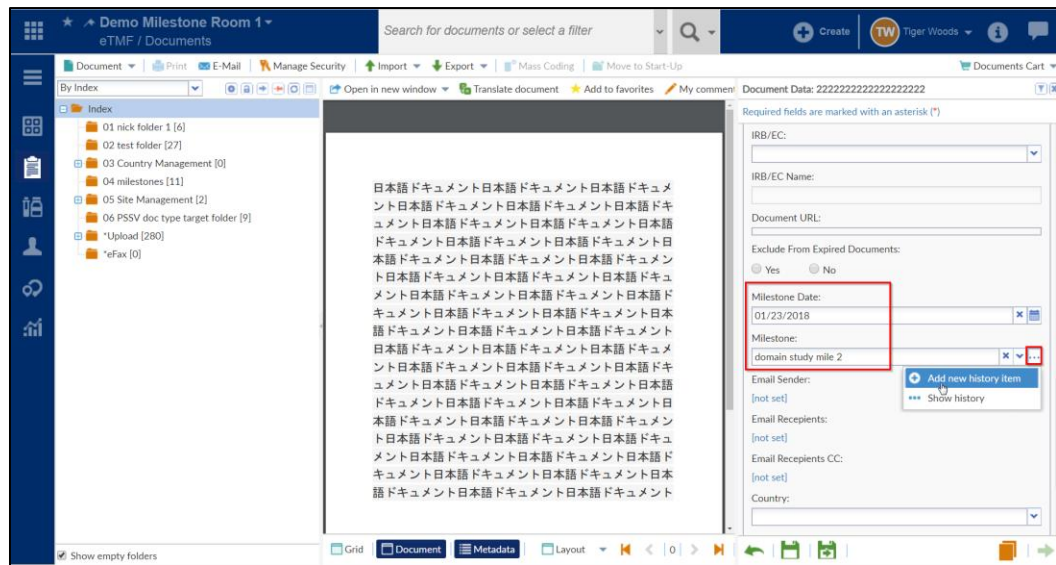 Demo Milestone Room 1
eTMF / Documents
Search for documents or select a filter
Create
TW
Tiger Woods
Document
Print
E-Mail
Manage Security
Import
Export
Mass Coding
Move to Start-Up
Documents Cart
By Index
Open in new window
Translate document
Add to favorites
My commen
Document Data: 2222222222222222222
Required fields are marked with an asterisk (*)
Index
01 nick folder 1 [6]
02 test folder [27]
03 Country Management [0]
04 milestones [11]
05 Site Management [2]
06 PSSV doc type target folder [9]
*Upload [280]
*eFax [0]
Show empty folders
日本語ドキュメント日本語ドキュメント日本語ドキュメ
ント日本語ドキュメント日本語ドキュメント日本語ドキ
ュメント日本語ドキュメント日本語ドキュメント日本語
ドキュメント日本語ドキュメント日本語ドキュメント日
本語ドキュメント日本語ドキュメント日本語ドキュメン
ト日本語ドキュメント日本語ドキュメント日本語ドキュ
メント日本語ドキュメント日本語ドキュメント日本語ド
キュメント日本語ドキュメント日本語ドキュメント日本
語ドキュメント日本語ドキュメント日本語ドキュメント
日本語ドキュメント日本語ドキュメント日本語ドキュメ
ント日本語ドキュメント日本語ドキュメント日本語ドキ
ュメント日本語ドキュメント日本語ドキュメント日本語
ドキュメント日本語ドキュメント日本語ドキュメント日
本語ドキュメント日本語ドキュメント日本語ドキュメン
ト日本語ドキュメント日本語ドキュメント日本語ドキュ
メント日本語ドキュメント日本語ドキュメント日本語ド
キュメント日本語ドキュメント日本語ドキュメント日本
語ドキュメント日本語ドキュメント日本語ドキュメント
Grid
Document
Metadata
Layout
0
IRB/EC:
IRB/EC Name:
Document URL:
Exclude From Expired Documents:
Yes
No
Milestone Date:
01/23/2018
Milestone:
domain study mile 2
Add new history item
Show history
Email Sender:
[not set]
Email Recepients:
[not set]
Email Recepients CC:
[not set]
Country: